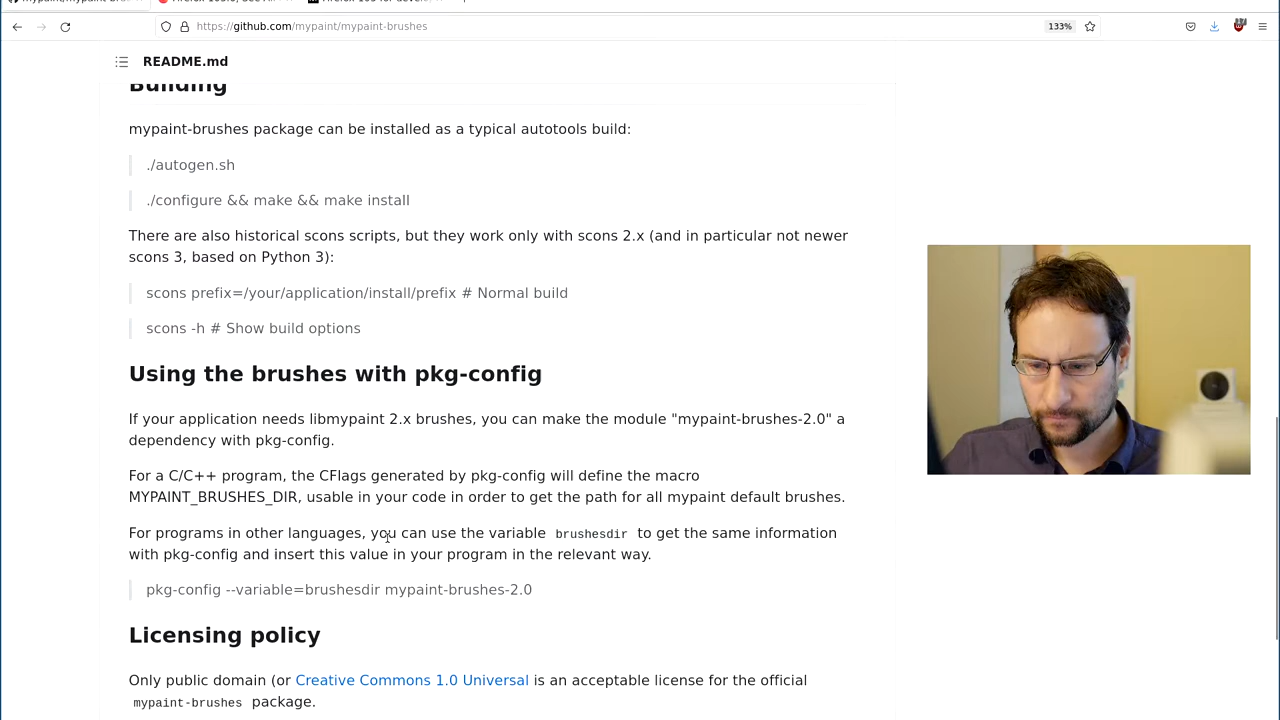 https://github.com/mypaint/mypaint-brushes
133%
README.md
Building
mypaint-brushes package can be installed as a typical autotools build:
./autogen.sh
./configure && make && make install
There are also historical scons scripts, but they work only with scons 2.x (and in particular not newer
scons 3, based on Python 3):
scons prefix=/your/application/install/prefix # Normal build
scons -h # Show build options
Using the brushes with pkg-config
If your application needs libmypaint 2.x brushes, you can make the module "mypaint-brushes-2.0" a
dependency with pkg-config.
For a C/C++ program, the CFlags generated by pkg-config will define the macro
MYPAINT_BRUSHES_DIR, usable in your code in order to get the path for all mypaint default brushes.
For programs in other languages, you can use the variable brushesdir to get the same information
with pkg-config and insert this value in your program in the relevant way.
pkg-config --variable=brushesdir mypaint-brushes-2.0
Licensing policy
Only public domain (or Creative Commons 1.0 Universal is an acceptable license for the official
mypaint-brushes package.